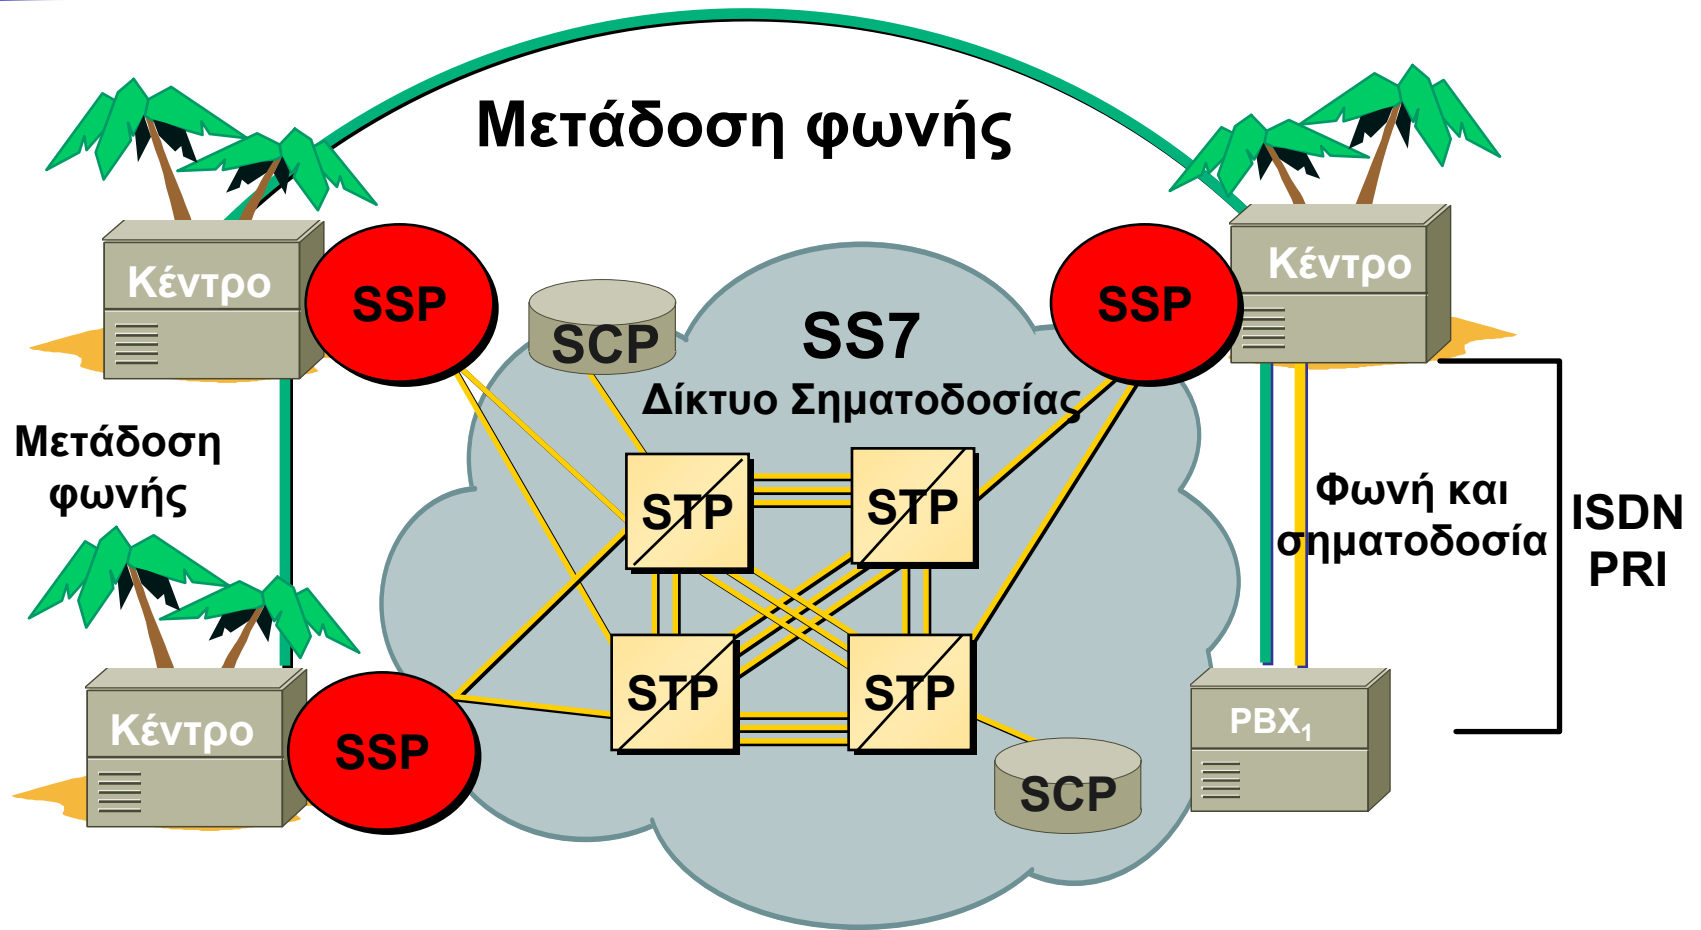 Μετάδοση φωνής
Κέντρο
SSP
SCP
SS7
Δίκτυο Σηματοδοσίας
SSP
Κέντρο
Μετάδοση
φωνής
STP
STP
Φωνή και
σηματοδοσία
ISDN
PRI
STP
STP
Κέντρο
SSP
SCP
PBX1